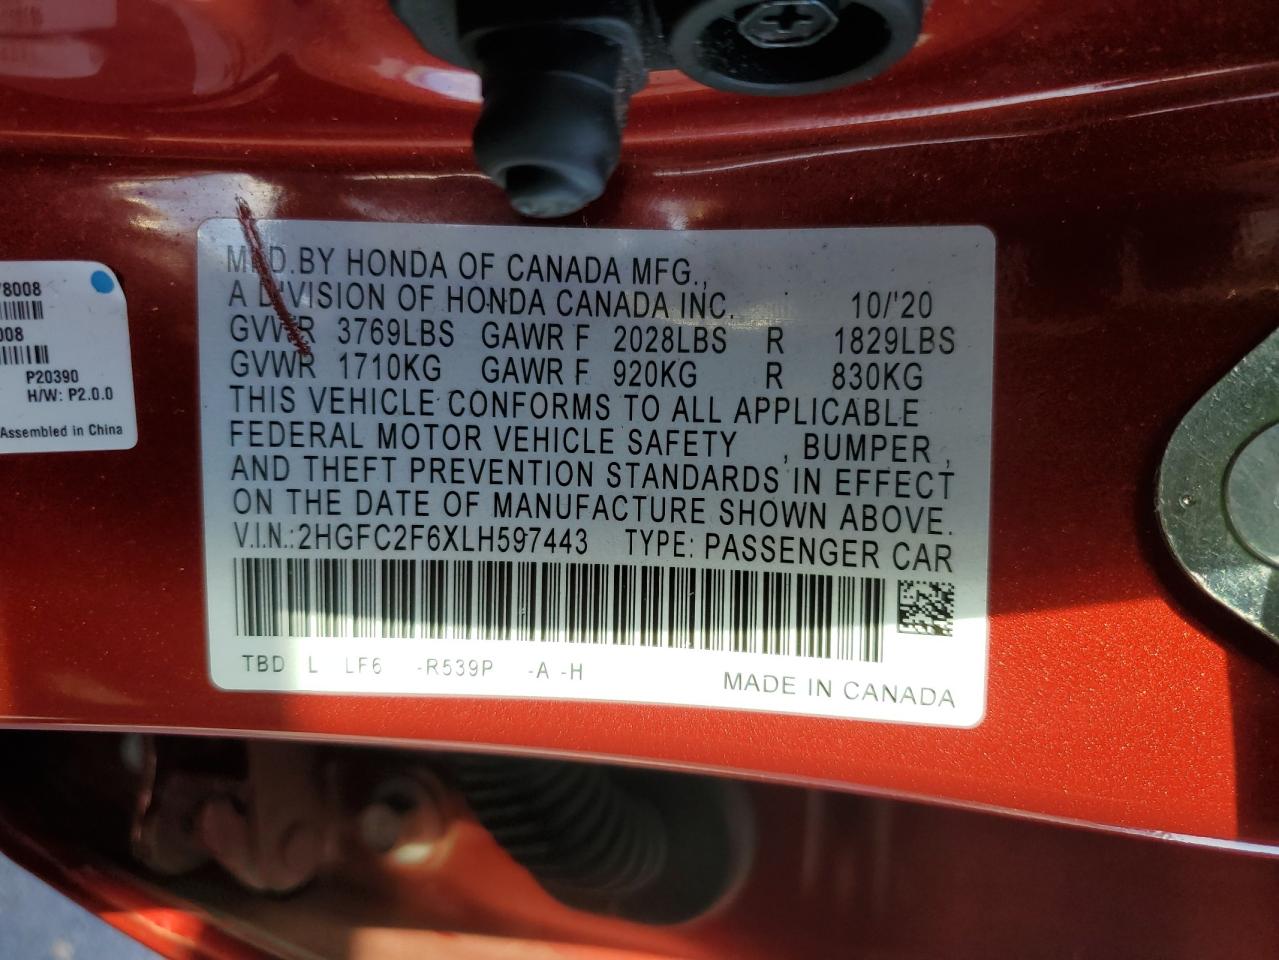 78008
008
P20390
H/W: P2.0.0
Assembled in China
MFD.BY HONDA OF CANADA MFG.,
A DIVISION OF HONDA CANADA INC. 10/'20
GVWR 3769LBS GAWR F 2028LBS R 1829LBS
GVWR 1710KG GAWR F 920KG R 830KG
THIS VEHICLE CONFORMS TO ALL APPLICABLE
FEDERAL MOTOR VEHICLE SAFETY , BUMPER ,
AND THEFT PREVENTION STANDARDS IN EFFECT
ON THE DATE OF MANUFACTURE SHOWN ABOVE.
V.I.N.: 2HGFC2F6XLH597443 TYPE: PASSENGER CAR
TBD L LF6 -R539P -A -H
MADE IN CANADA